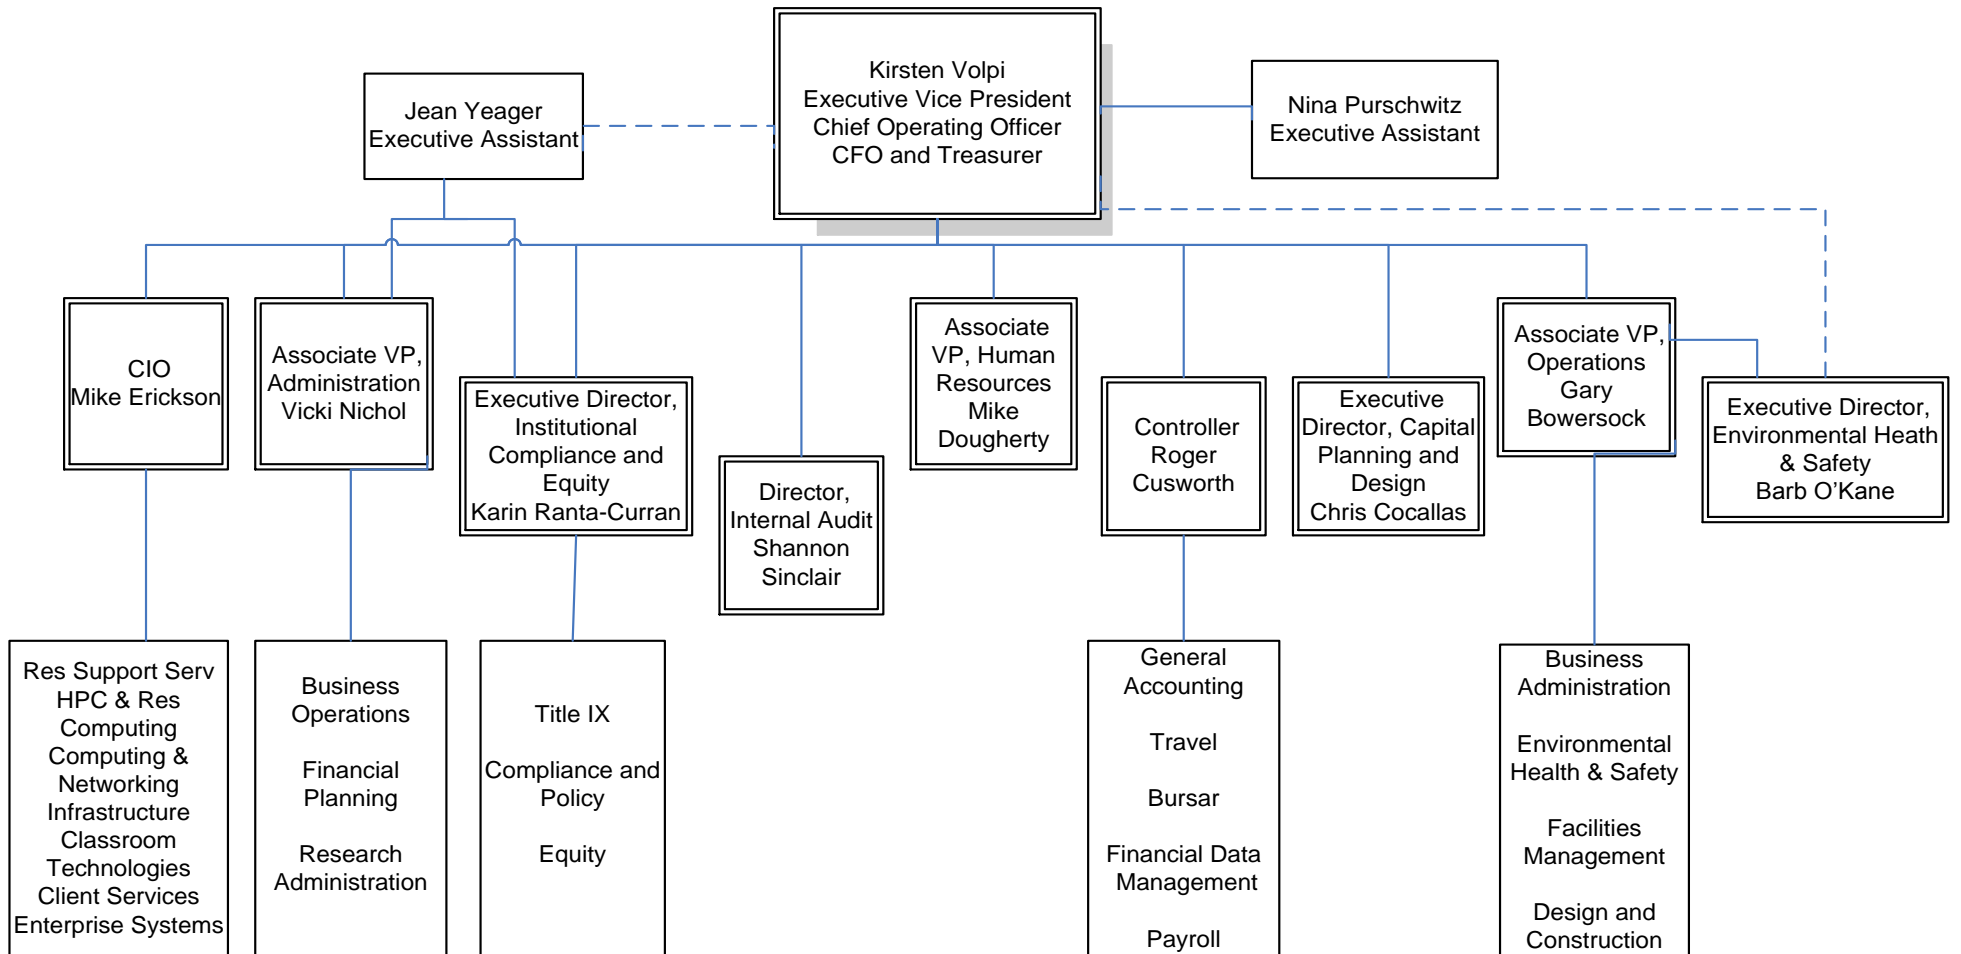 Kirsten Volpi
Executive Vice President
Chief Operating Officer
CFO and Treasurer
Jean Yeager
Executive Assistant
Nina Purschwitz
Executive Assistant
CIO
Mike Erickson
Associate VP,
Administration
Vicki Nichol
Executive Director,
Institutional
Compliance and
Equity
Karin Ranta-Curran
Director,
Internal Audit
Shannon
Sinclair
Associate
VP, Human
Resources
Mike
Dougherty
Controller
Roger
Cusworth
Executive
Director, Capital
Planning and
Design
Chris Cocallas
Associate VP,
Operations
Gary
Bowersock
Executive Director,
Environmental Heath
& Safety
Barb O’Kane
Res Support Serv
HPC & Res
Computing
Computing &
Networking
Infrastructure
Classroom
Technologies
Client Services
Enterprise Systems
Business
Operations
Financial
Planning
Research
Administration
Title IX
Compliance and
Policy
Equity
General
Accounting
Travel
Bursar
Financial Data
Management
Payroll
Business
Administration
Environmental
Health & Safety
Facilities
Management
Design and
Construction